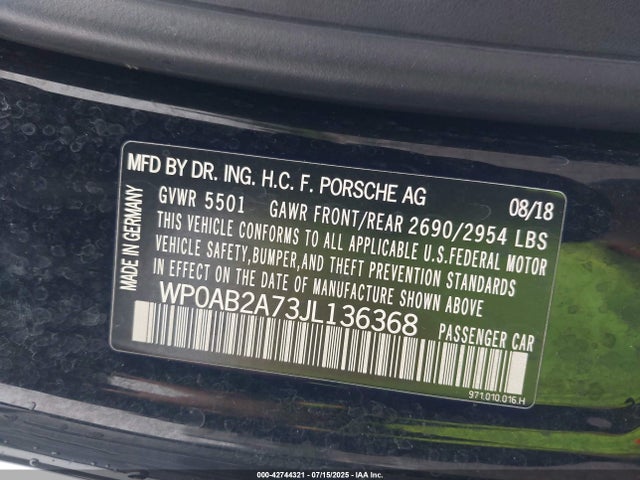 MFD BY DR. ING. H.C. F. PORSCHE AG 08/18
GVWR 5501 GAWR FRONT/REAR 2690/2954 LBS
THIS VEHICLE CONFORMS TO ALL APPLICABLE U.S.FEDERAL MOTOR
VEHICLE SAFETY,BUMPER,AND THEFT PREVENTION STANDARDS
IN EFFECT ON THE DATE OF MANUFACTURE SHOWN ABOVE
WP0AB2A73JL136368 PASSENGER CAR
971.010.016.H
MADE IN GERMANY
000-42744321 - 07/15/2025 - IAA Inc.